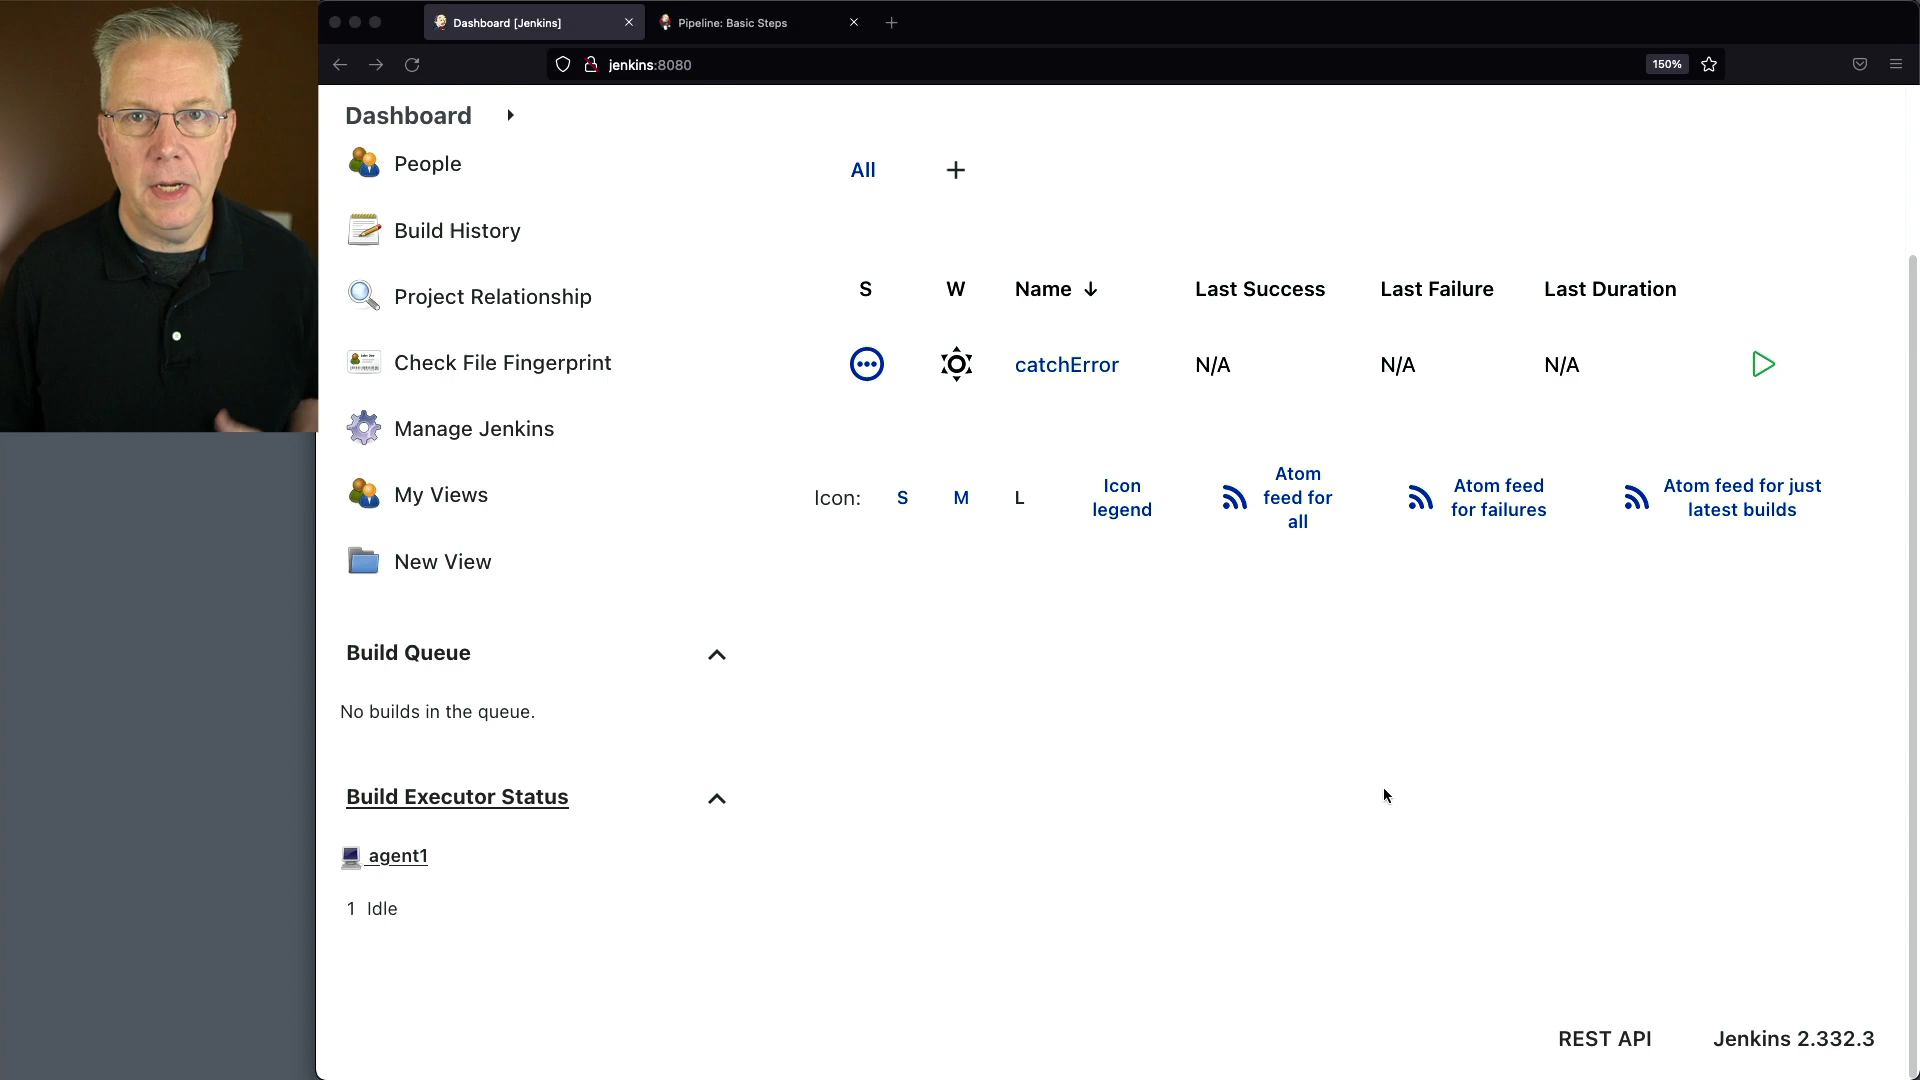 Dashboard [Jenkins]
Pipeline: Basic Steps
jenkins:8080
150%
Dashboard
People
Build History
Project Relationship
Check File Fingerprint
Manage Jenkins
My Views
New View
All +
S W Name ↓ Last Success Last Failure Last Duration
catchError N/A N/A N/A
Icon: S M L
Icon
legend
Atom
feed for
all
Atom feed
for failures
Atom feed for just
latest builds
Build Queue
No builds in the queue.
Build Executor Status
agent1
1 Idle
REST API Jenkins 2.332.3